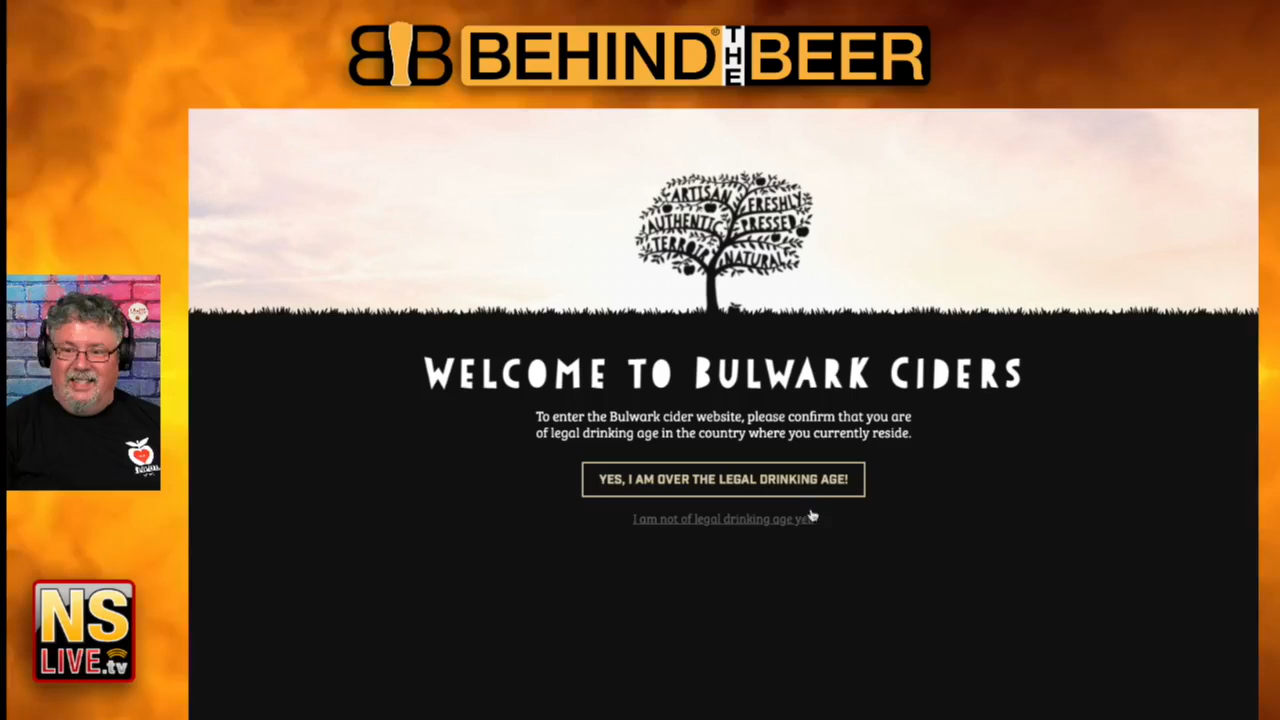 BB BEHIND THE BEER®
ARTISAN
FRESHLY
AUTHENTIC
PRESSED
TERROIR
NATURAL
WELCOME TO BULWARK CIDERS
To enter the Bulwark cider website, please confirm that you are
of legal drinking age in the country where you currently reside.
YES, I AM OVER THE LEGAL DRINKING AGE!
I am not of legal drinking age yet
BULWARK
NS
LIVE.tv